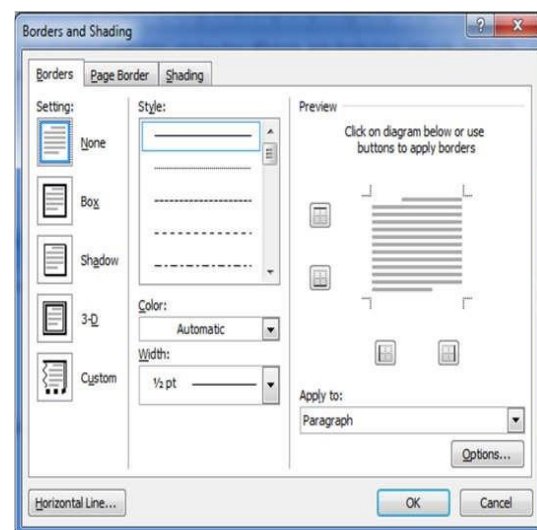 Borders and Shading
Borders
Page Border
Shading
Setting:
None
Box
Shadow
3-D
Custom
Style:
Color:
Automatic
Width:
½ pt
Preview
Click on diagram below or use
buttons to apply borders
Apply to:
Paragraph
Options...
Horizontal Line...
OK
Cancel